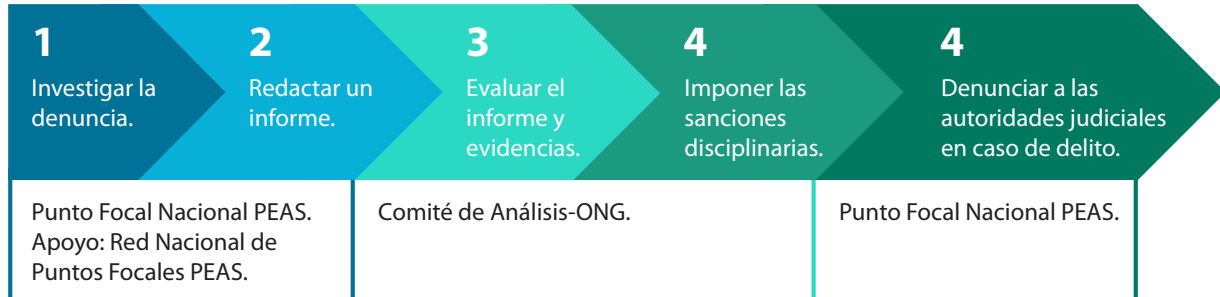 1
Investigar la
denuncia.
2
Redactar un
informe.
3
Evaluar el
informe y
evidencias.
4
Imponer las
sanciones
disciplinarias.
4
Denunciar a las
autoridades judiciales
en caso de delito.
Punto Focal Nacional PEAS.
Apoyo: Red Nacional de
Puntos Focales PEAS.
Comité de Análisis-ONG.
Punto Focal Nacional PEAS.